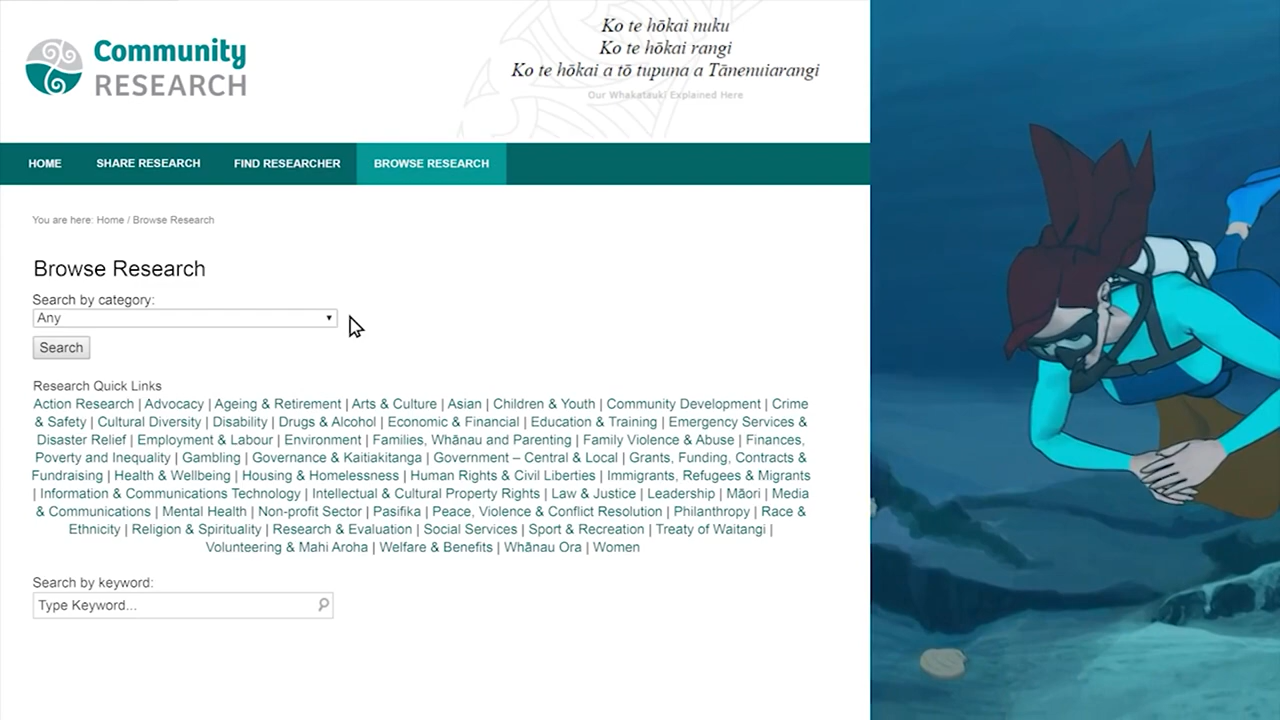 Community
RESEARCH
Ko te hōkai nuku
Ko te hōkai rangi
Ko te hōkai a tō tupuna a Tānenuiarangi
Our Whakatauki Explained Here
HOME SHARE RESEARCH FIND RESEARCHER BROWSE RESEARCH
You are here: Home / Browse Research
Browse Research
Search by category:
Any
Search
Research Quick Links
Action Research | Advocacy | Ageing & Retirement | Arts & Culture | Asian | Children & Youth | Community Development | Crime
& Safety | Cultural Diversity | Disability | Drugs & Alcohol | Economic & Financial | Education & Training | Emergency Services &
Disaster Relief | Employment & Labour | Environment | Families, Whānau and Parenting | Family Violence & Abuse | Finances,
Poverty and Inequality | Gambling | Governance & Kaitiakitanga | Government – Central & Local | Grants, Funding, Contracts &
Fundraising | Health & Wellbeing | Housing & Homelessness | Human Rights & Civil Liberties | Immigrants, Refugees & Migrants
| Information & Communications Technology | Intellectual & Cultural Property Rights | Law & Justice | Leadership | Māori | Media
& Communications | Mental Health | Non-profit Sector | Pasifika | Peace, Violence & Conflict Resolution | Philanthropy | Race &
Ethnicity | Religion & Spirituality | Research & Evaluation | Social Services | Sport & Recreation | Treaty of Waitangi |
Volunteering & Mahi Aroha | Welfare & Benefits | Whānau Ora | Women
Search by keyword:
Type Keyword...